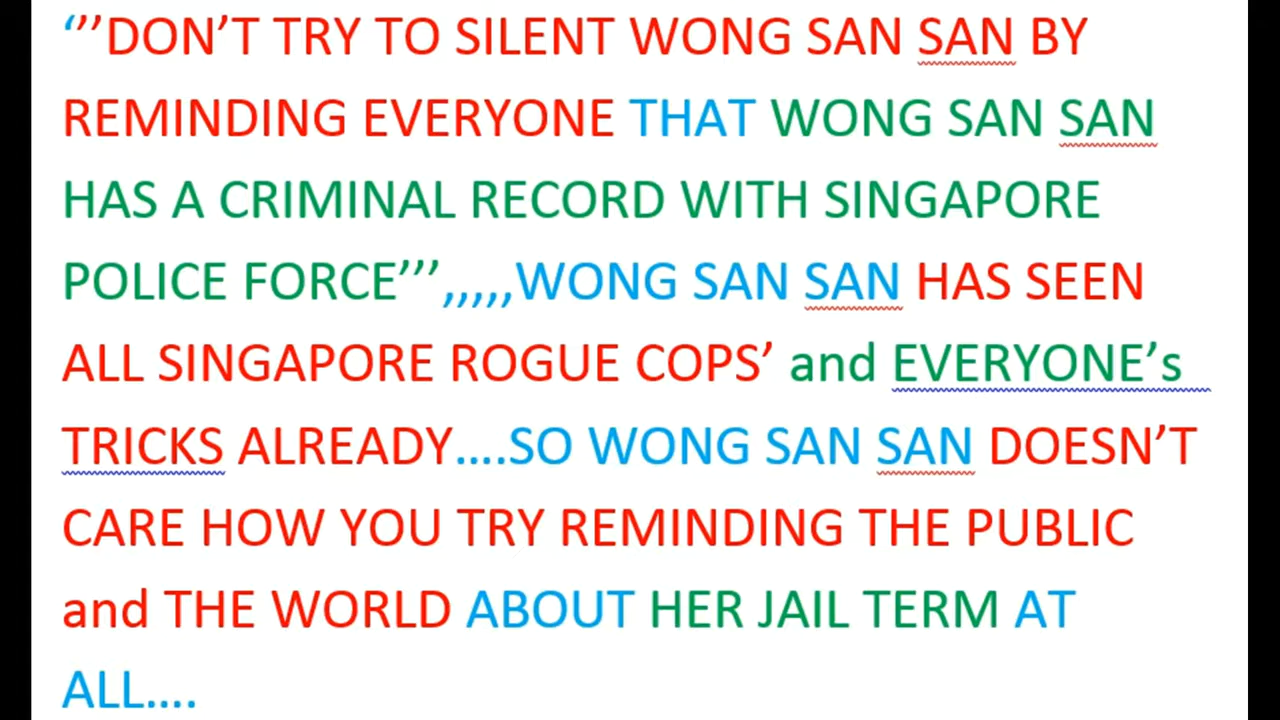 ‘’’DON’T TRY TO SILENT WONG SAN SAN BY
REMINDING EVERYONE THAT WONG SAN SAN
HAS A CRIMINAL RECORD WITH SINGAPORE
POLICE FORCE’’’,,,,,WONG SAN SAN HAS SEEN
ALL SINGAPORE ROGUE COPS’ and EVERYONE’s
TRICKS ALREADY....SO WONG SAN SAN DOESN’T
CARE HOW YOU TRY REMINDING THE PUBLIC
and THE WORLD ABOUT HER JAIL TERM AT
ALL....